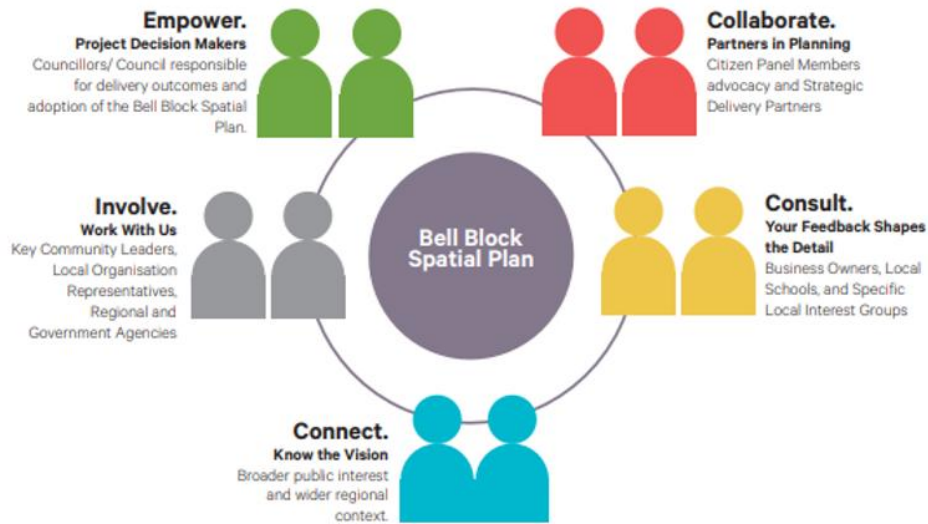 Empower.
Project Decision Makers
Councillors/ Council responsible
for delivery outcomes and
adoption of the Bell Block Spatial
Plan.
Collaborate.
Partners in Planning
Citizen Panel Members
advocacy and Strategic
Delivery Partners
Involve.
Work With Us
Key Community Leaders,
Local Organisation
Representatives,
Regional and
Government Agencies
Bell Block
Spatial Plan
Consult.
Your Feedback Shapes
the Detail
Business Owners, Local
Schools, and Specific
Local Interest Groups
Connect.
Know the Vision
Broader public interest
and wider regional
context.